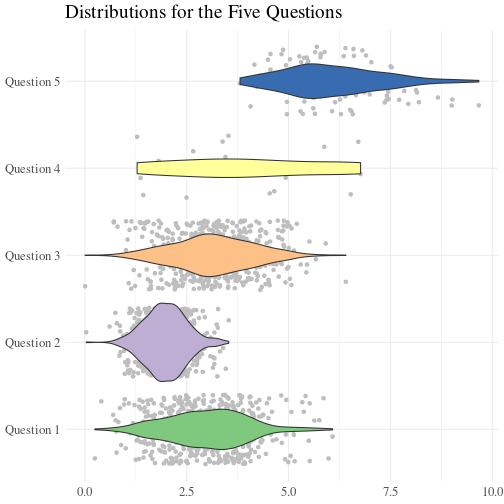 Distributions for the Five Questions
Question 5
Question 4
Question 3
Question 2
Question 1
0.0 2.5 5.0 7.5 10.0